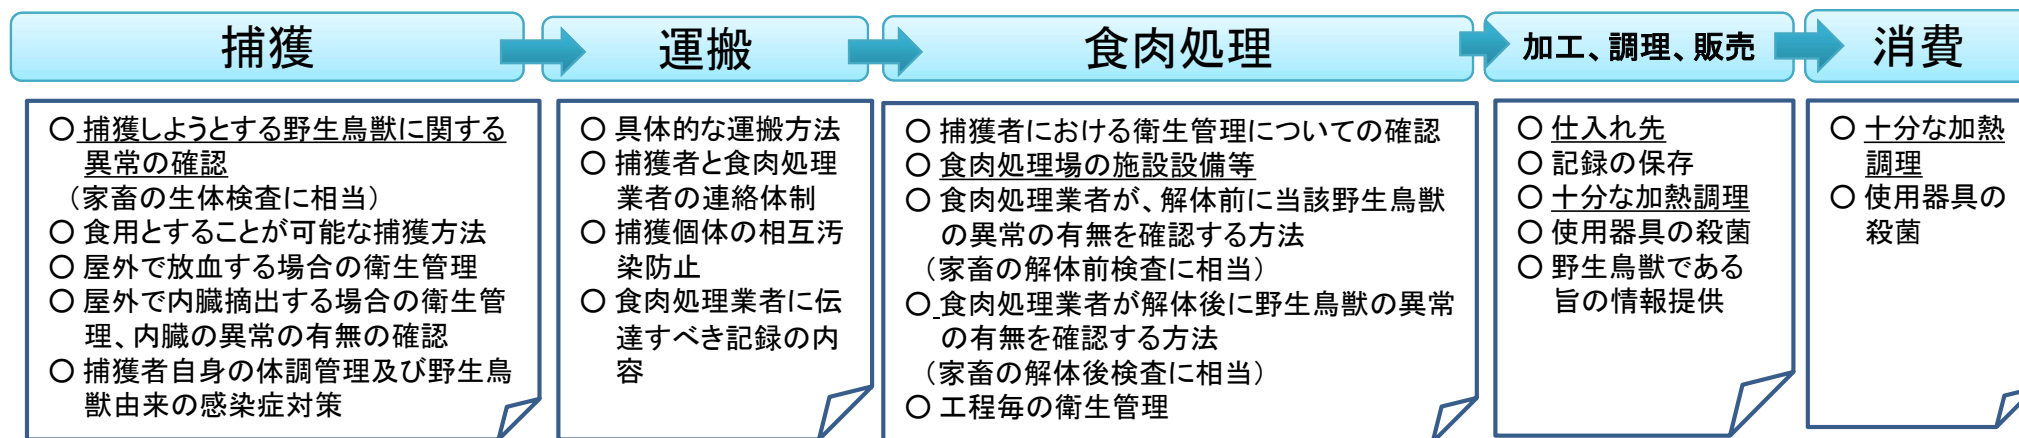 捕獲
運搬
食肉処理
加工、調理、販売
消費
〇 捕獲しようとする野生鳥獣に関する
異常の確認
（家畜の生体検査に相当）
〇 食用とすることが可能な捕獲方法
〇 屋外で放血する場合の衛生管理
〇 屋外で内臓摘出する場合の衛生管
理、内臓の異常の有無の確認
〇 捕獲者自身の体調管理及び野生鳥
獣由来の感染症対策
〇 具体的な運搬方法
〇 捕獲者と食肉処理
業者の連絡体制
〇 捕獲個体の相互汚
染防止
〇 食肉処理業者に伝
達すべき記録の内
容
〇 捕獲者における衛生管理についての確認
〇 食肉処理場の施設設備等
〇 食肉処理業者が、解体前に当該野生鳥獣
の異常の有無を確認する方法
（家畜の解体前検査に相当）
〇 食肉処理業者が解体後に野生鳥獣の異常
の有無を確認する方法
（家畜の解体後検査に相当）
〇 工程毎の衛生管理
〇 仕入れ先
〇 記録の保存
〇 十分な加熱調理
〇 使用器具の殺菌
〇 野生鳥獣である
旨の情報提供
〇 十分な加熱
調理
〇 使用器具の
殺菌